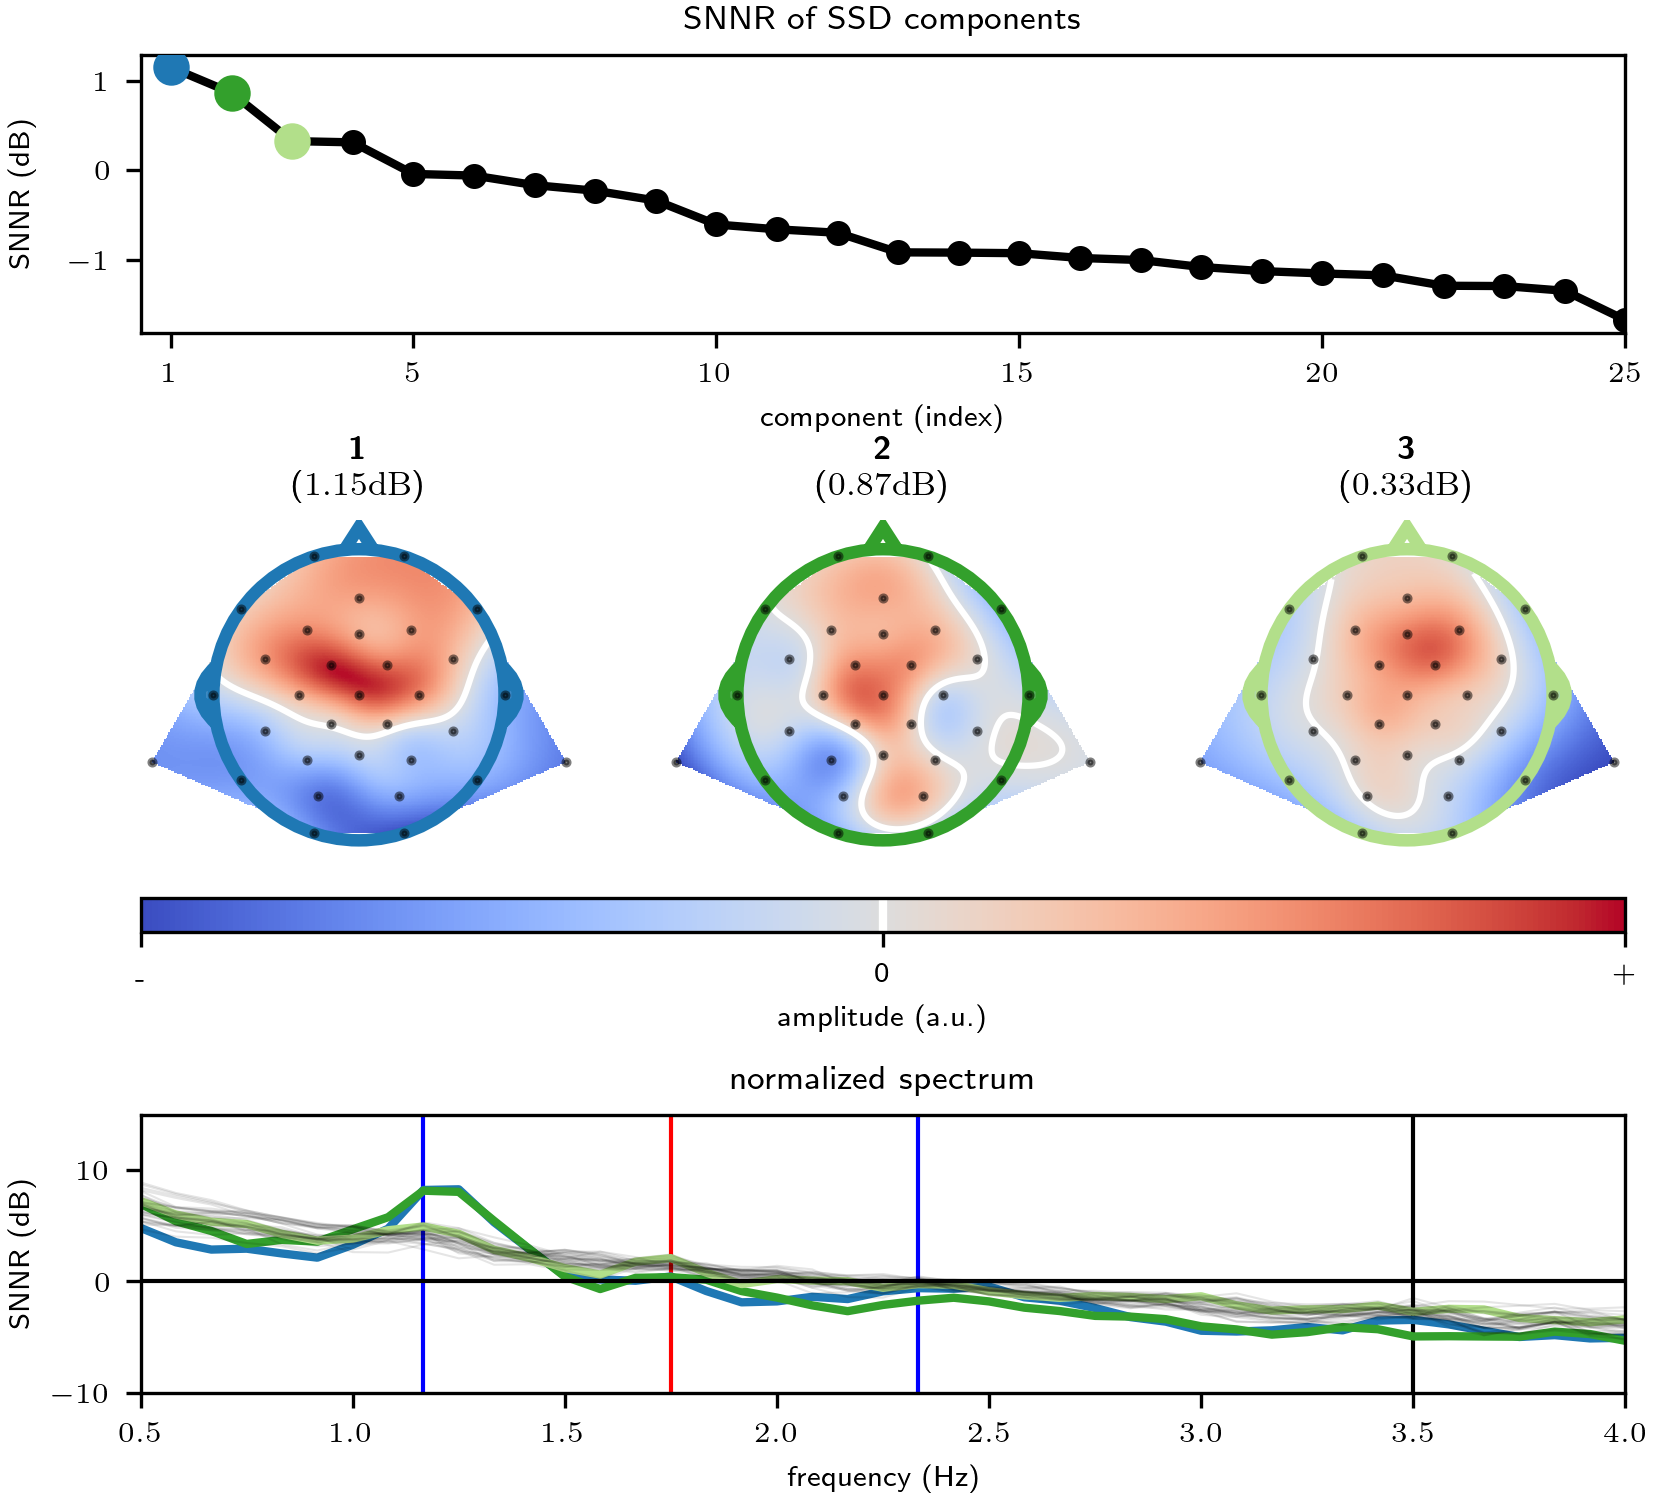 SNNR of SSD components
SNNR (dB)
1
0
−1
1 5 10 15 20 25
component (index)
1 2 3
(1.15dB) (0.87dB) (0.33dB)
- 0 +
amplitude (a.u.)
normalized spectrum
SNNR (dB)
10
0
−10
0.5 1.0 1.5 2.0 2.5 3.0 3.5 4.0
frequency (Hz)